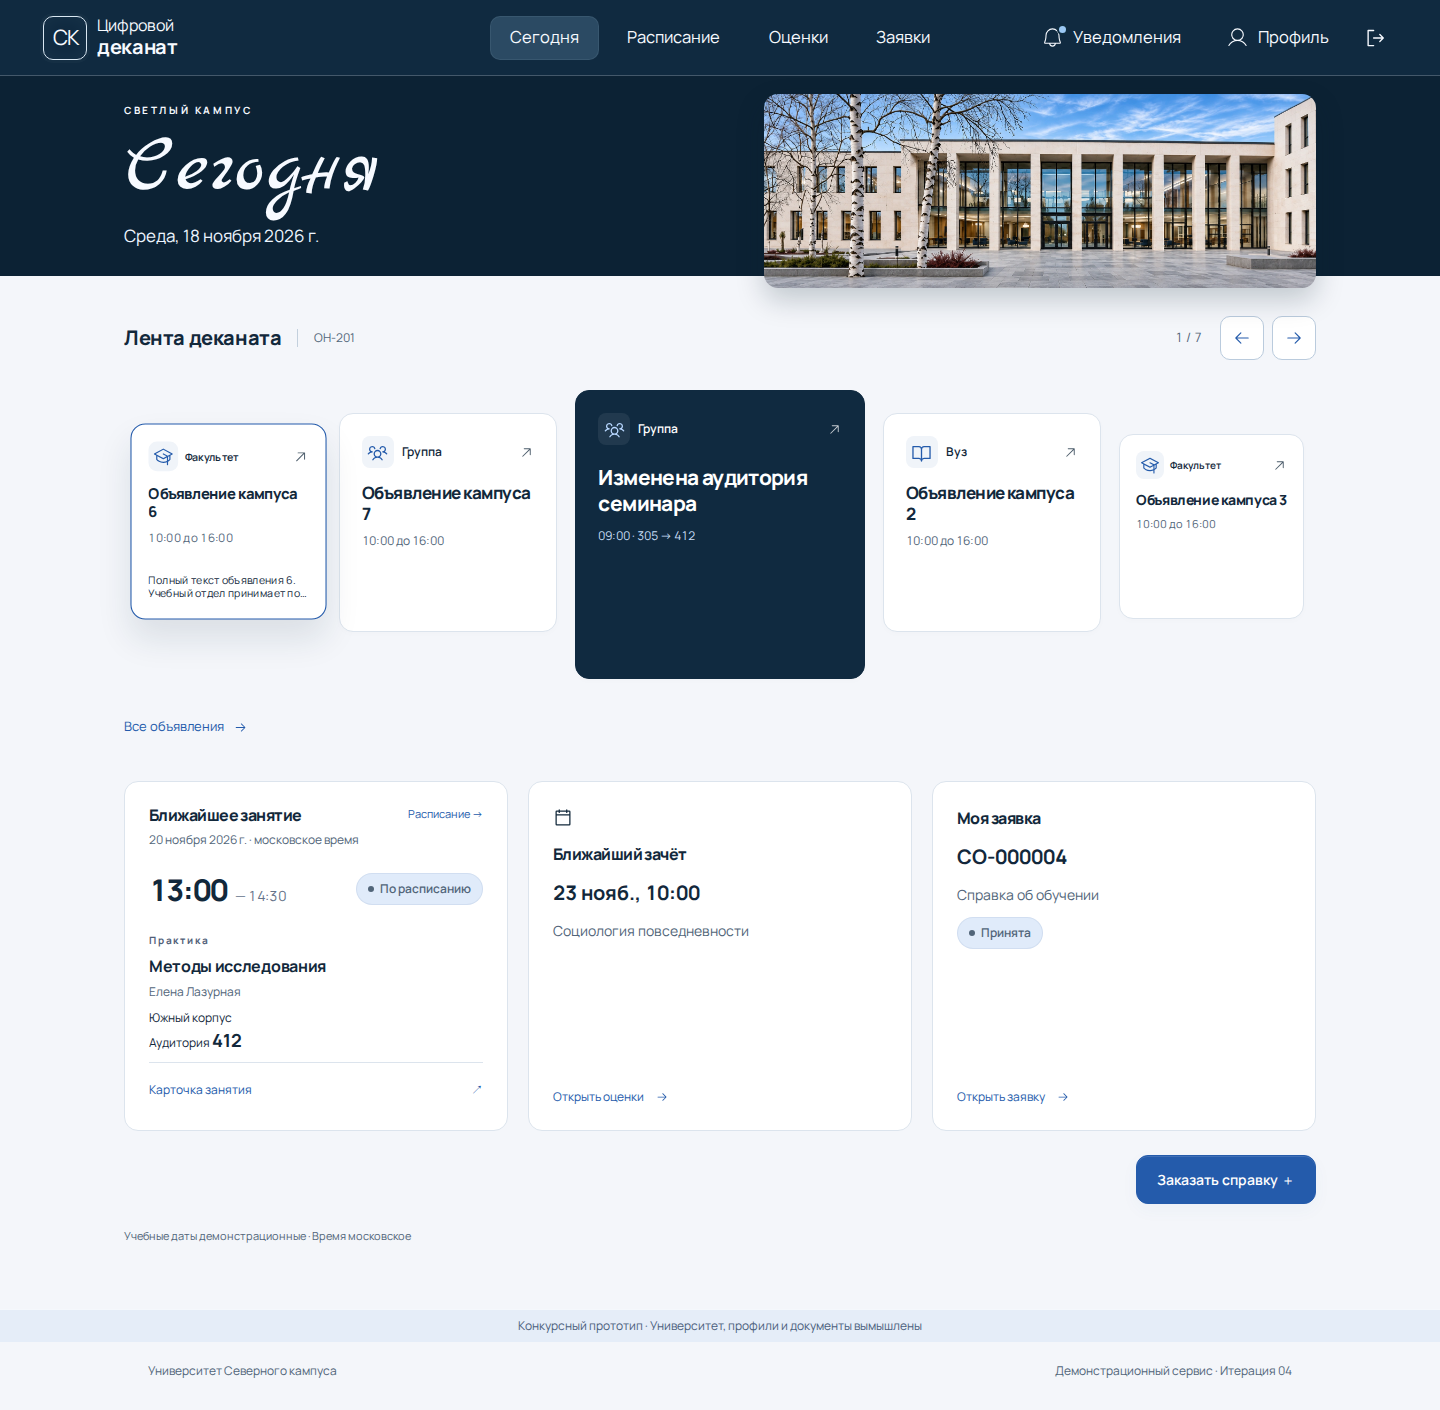 СК
Цифровой
деканат
Сегодня
Расписание
Оценки
Заявки
Уведомления
Профиль
СВЕТЛЫЙ КАМПУС
Сегодня
Среда, 18 ноября 2026 г.
Лента деканата
ОН-201
1 / 7
Факультет
Объявление кампуса
6
10:00 до 16:00
Полный текст объявления 6.
Учебный отдел принимает по...
Группа
Объявление кампуса
7
10:00 до 16:00
Группа
Изменена аудитория
семинара
09:00 · 305 → 412
Вуз
Объявление кампуса
2
10:00 до 16:00
Факультет
Объявление кампуса 3
10:00 до 16:00
Все объявления →
Ближайшее занятие
Расписание →
20 ноября 2026 г. · московское время
13:00 — 14:30
По расписанию
Практика
Методы исследования
Елена Лазурная
Южный корпус
Аудитория 412
Карточка занятия ↗
Ближайший зачёт
23 нояб., 10:00
Социология повседневности
Открыть оценки →
Моя заявка
СО-000004
Справка об обучении
Принята
Открыть заявку →
Заказать справку +
Учебные даты демонстрационные · Время московское
Конкурсный прототип · Университет, профили и документы вымышлены
Университет Северного кампуса
Демонстрационный сервис · Итерация 04